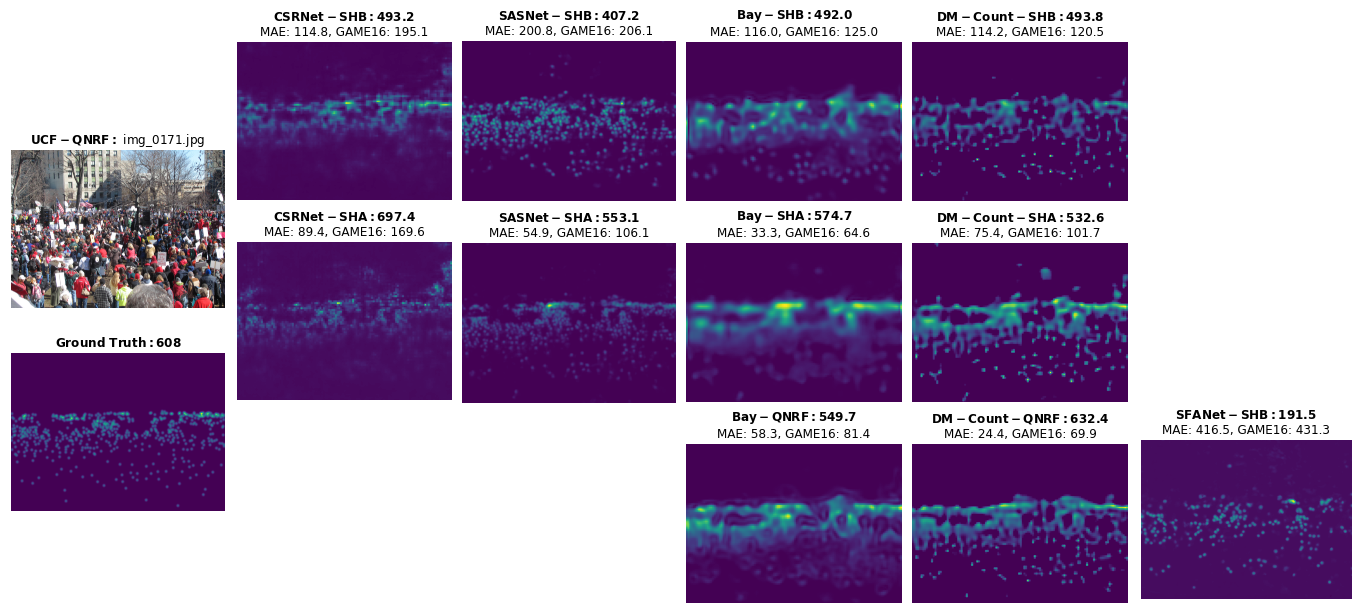 CSRNet − SHB : 493.2
MAE: 114.8, GAME16: 195.1
SASNet − SHB : 407.2
MAE: 200.8, GAME16: 206.1
Bay − SHB : 492.0
MAE: 116.0, GAME16: 125.0
DM − Count − SHB : 493.8
MAE: 114.2, GAME16: 120.5
UCF − QNRF : img_0171.jpg
CSRNet − SHA : 697.4
MAE: 89.4, GAME16: 169.6
SASNet − SHA : 553.1
MAE: 54.9, GAME16: 106.1
Bay − SHA : 574.7
MAE: 33.3, GAME16: 64.6
DM − Count − SHA : 532.6
MAE: 75.4, GAME16: 101.7
Ground Truth : 608
Bay − QNRF : 549.7
MAE: 58.3, GAME16: 81.4
DM − Count − QNRF : 632.4
MAE: 24.4, GAME16: 69.9
SFANet − SHB : 191.5
MAE: 416.5, GAME16: 431.3